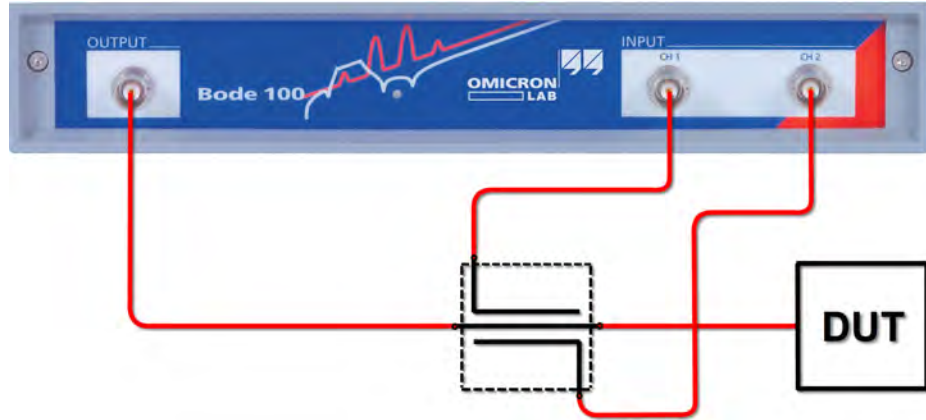 OUTPUT
INPUT
CH 1
CH 2
Bode 100
OMICRON
LAB
DUT